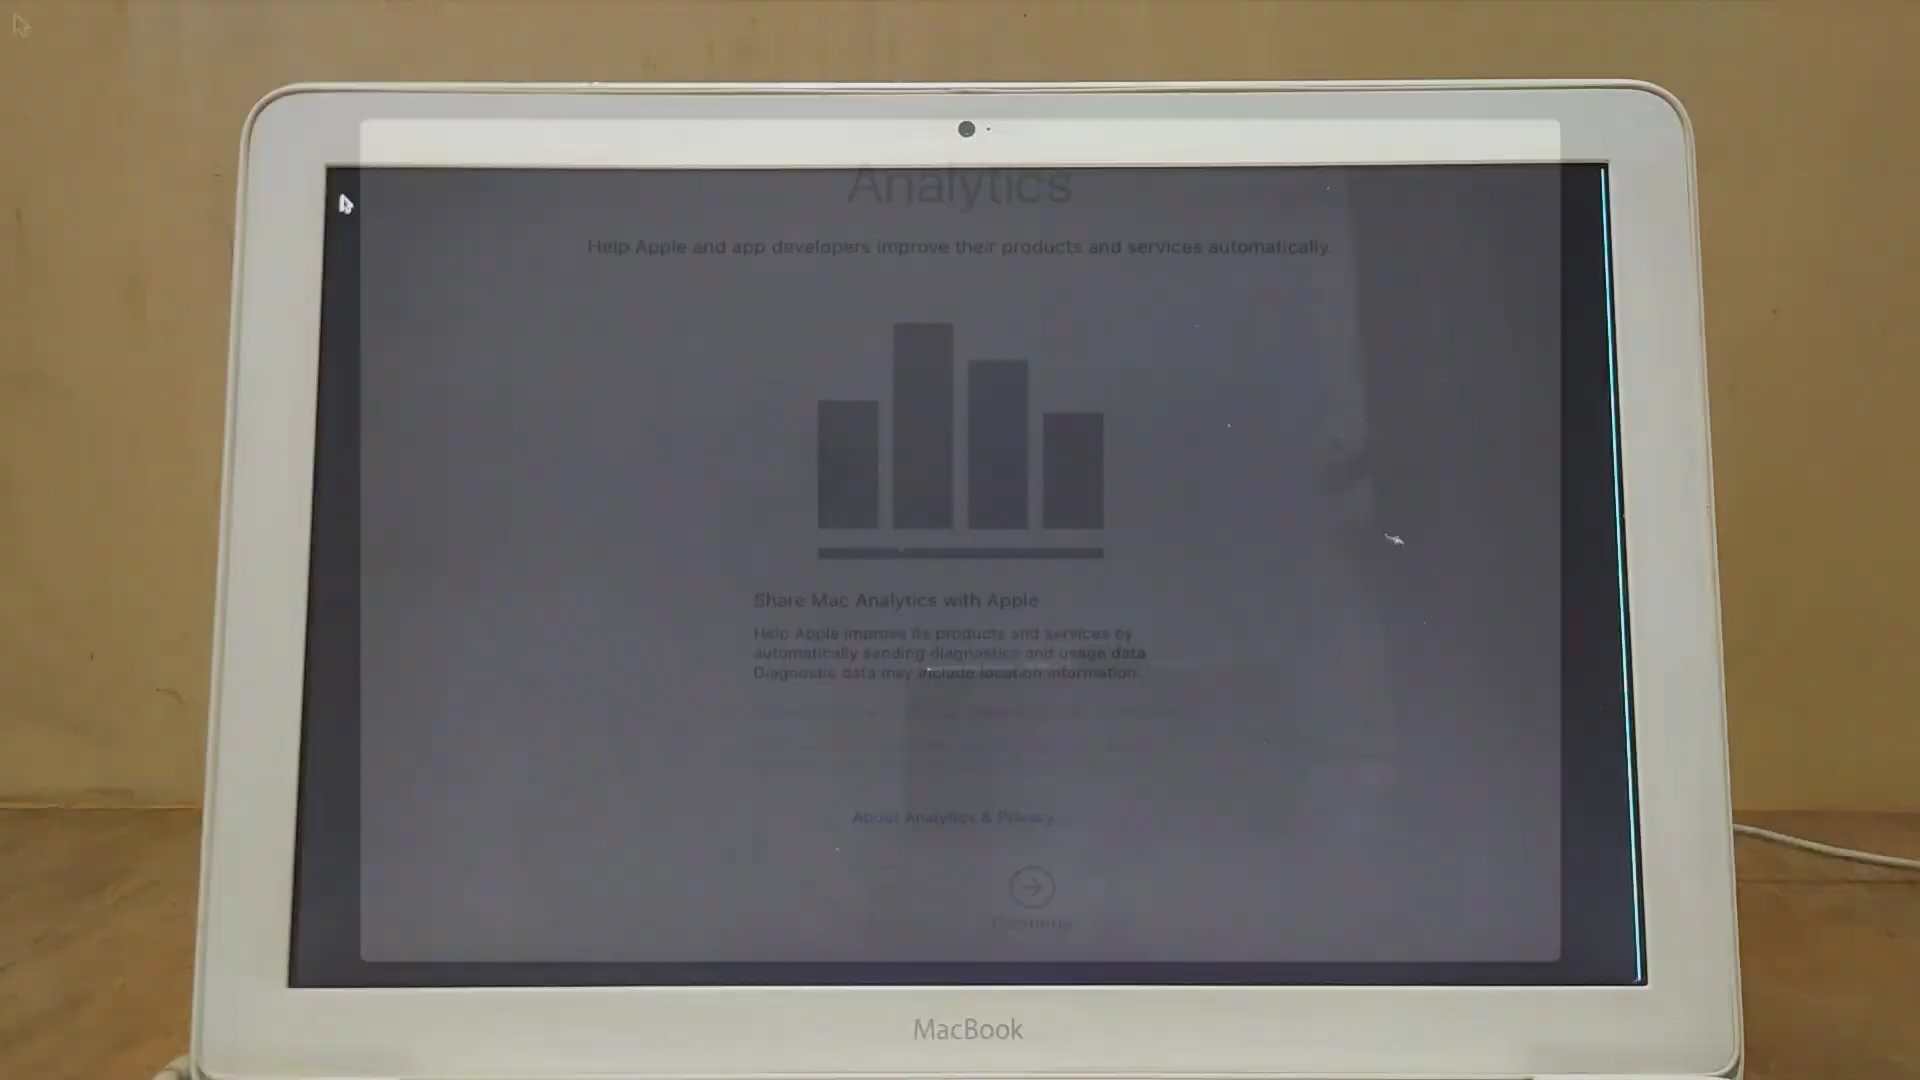 Analytics
Help Apple and app developers improve their products and services automatically.
Share Mac Analytics with Apple
Help Apple improve its products and services by
automatically sending diagnostics and usage data.
Diagnostic data may include location information.
About Analytics & Privacy
Continue
MacBook